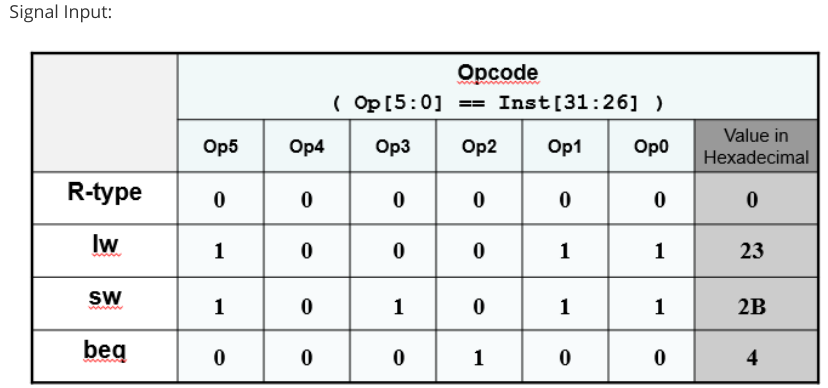 Signal Input:
Opcode
( Op[5:0] == Inst[31:26] )
Op5 Op4 Op3 Op2 Op1 Op0 Value in Hexadecimal
R-type 0 0 0 0 0 0 0
lw 1 0 0 0 1 1 23
sw 1 0 1 0 1 1 2B
beq 0 0 0 1 0 0 4